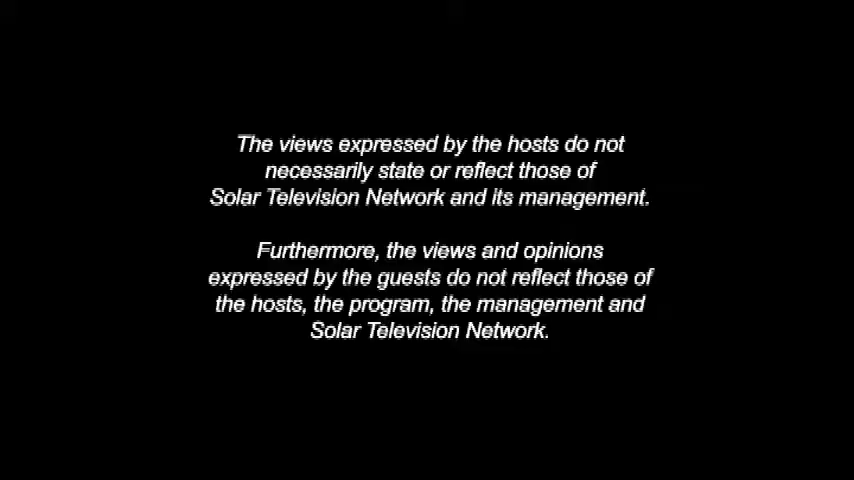 The views expressed by the hosts do not
necessarily state or reflect those of
Solar Television Network and its management.
Furthermore, the views and opinions
expressed by the guests do not reflect those of
the hosts, the program, the management and
Solar Television Network.